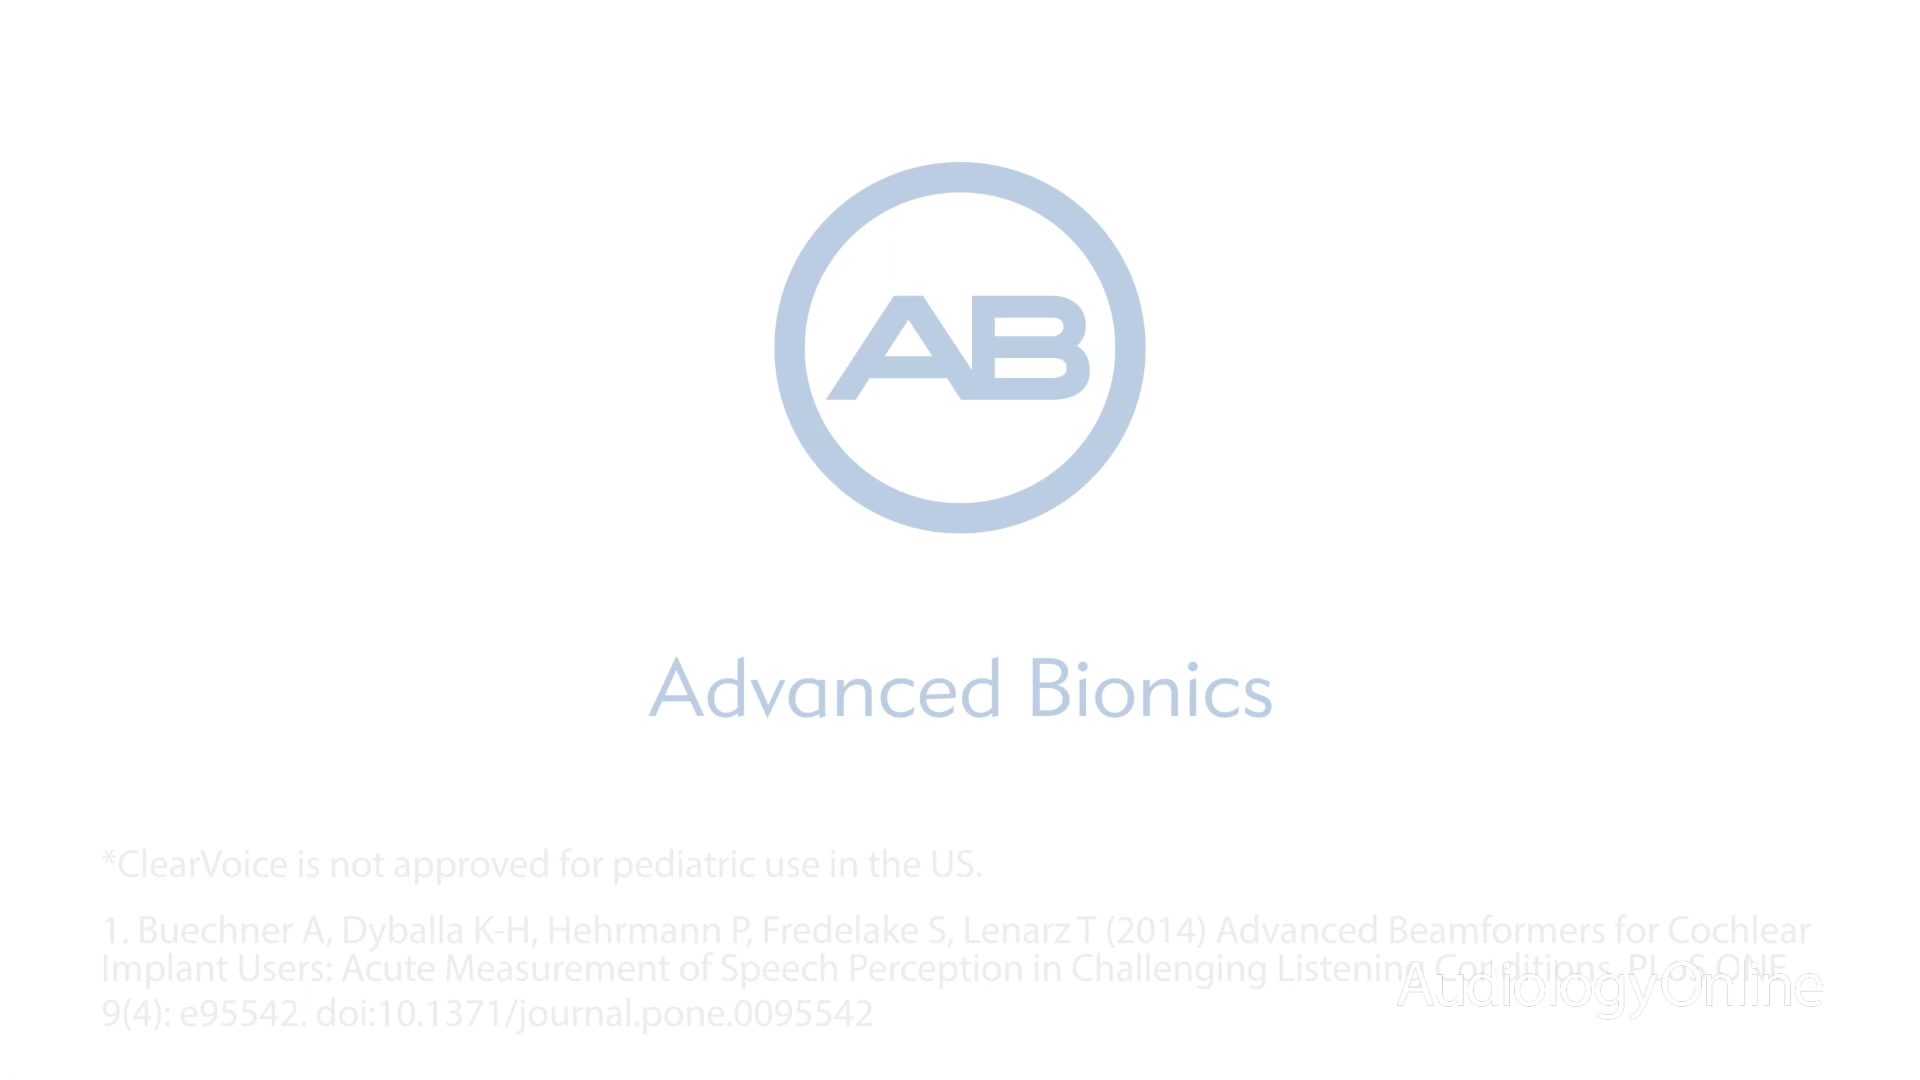 AB
Advanced Bionics
*ClearVoice is not approved for pediatric use in the US.
1. Buechner A, Dyballa K-H, Hehrmann P, Fredelake S, Lenarz T (2014) Advanced Beamformers for Cochlear
Implant Users: Acute Measurement of Speech Perception in Challenging Listening Conditions. PLOS ONE
9(4): e95542. doi:10.1371/journal.pone.0095542
AudiologyOnline